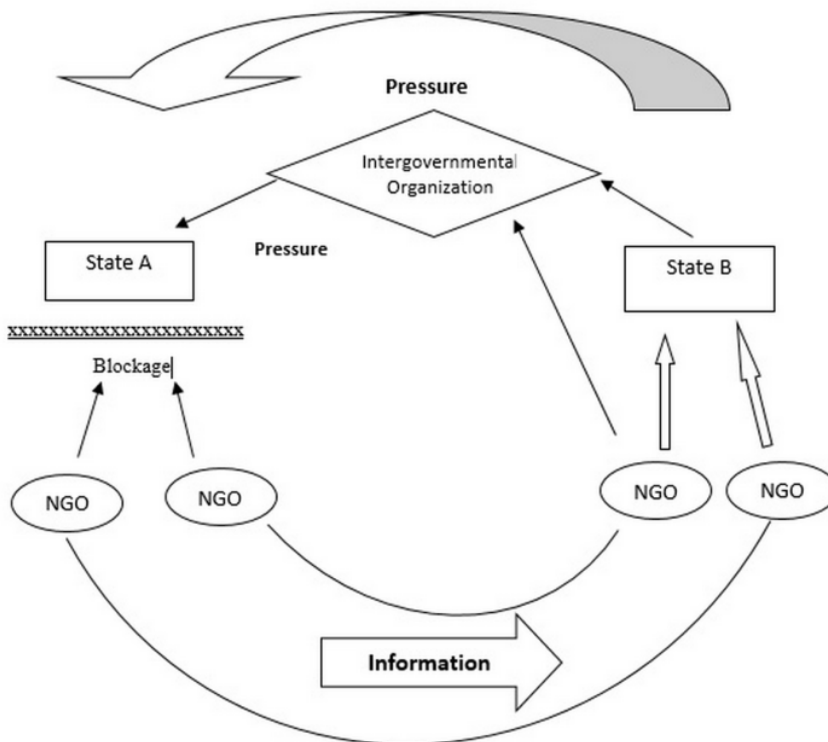 Pressure
Intergovernmental
Organization
State A
Pressure
State B
xxxxxxxxxxxxxxxxxxxxxxx
Blockage
NGO
NGO
NGO
NGO
Information